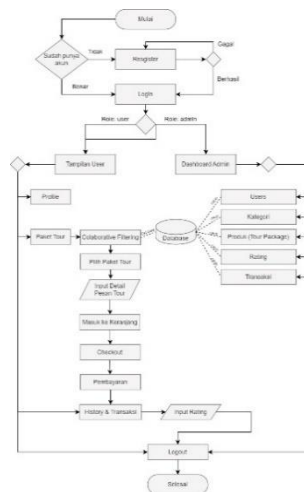 Mulai
Sudah punya
akun
Tidak
Reegister
Gagal
Berhasil
Benar
Login
Role: user
Role: admin
Tampilan User
Dashboard Admin
Profile
Users
Paket Tour
Colaborative Filtering
Database
Kategori
Produk (Tour Package)
Pilih Paket Tour
Rating
Input Detail
Pesan Tour
Transaksi
Masuk ke Keranjang
Checkout
Pembayaran
History & Transaksi
Input Rating
Logout
Selesai